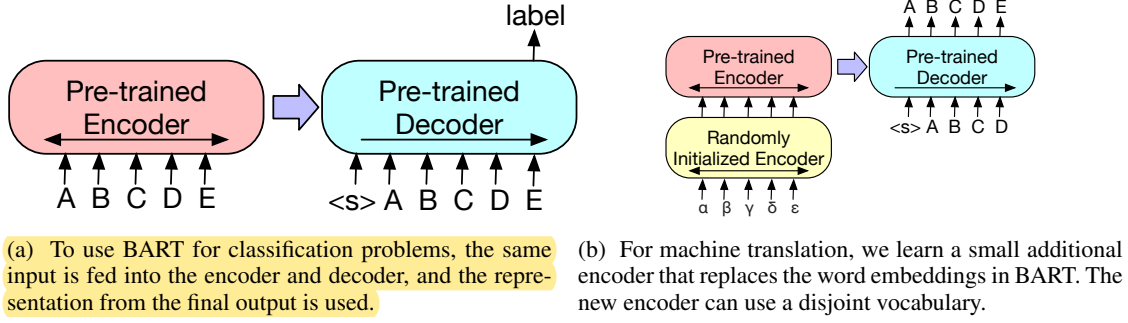 label
Pre-trained
Encoder
Pre-trained
Decoder
A B C D E
<s> A B C D E
(a) To use BART for classification problems, the same
input is fed into the encoder and decoder, and the repre-
sentation from the final output is used.
A B C D E
Pre-trained
Encoder
Pre-trained
Decoder
<s> A B C D
Randomly
Initialized Encoder
α β γ δ ε
(b) For machine translation, we learn a small additional
encoder that replaces the word embeddings in BART. The
new encoder can use a disjoint vocabulary.